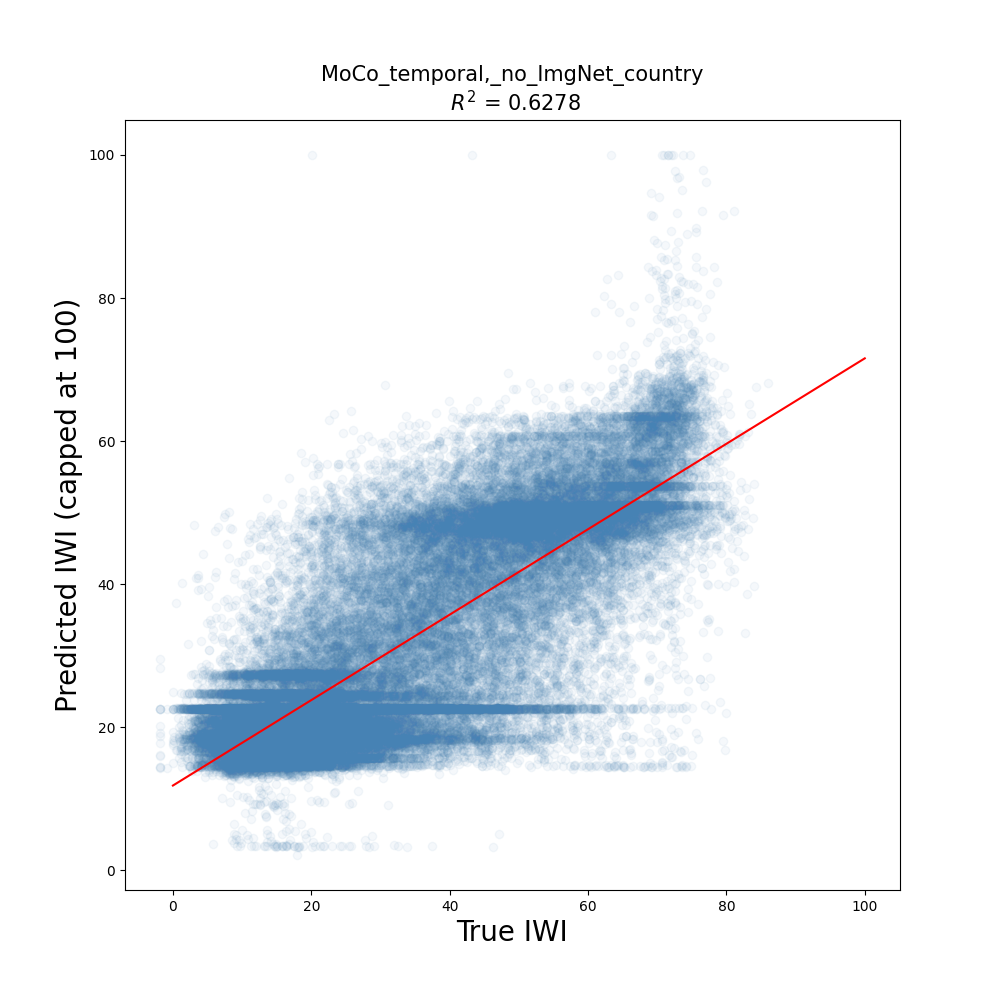 MoCo_temporal,_no_ImgNet_country
R² = 0.6278
Predicted IWI (capped at 100)
100
80
60
40
20
0
0 20 40 60 80 100
True IWI